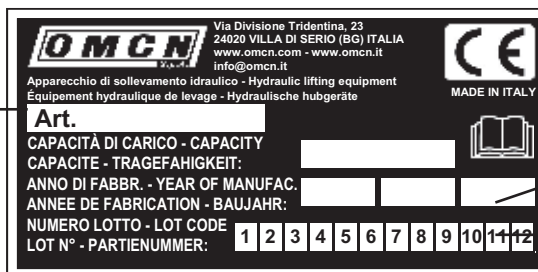 OMCN
Via Divisione Tridentina, 23
24020 VILLA DI SERIO (BG) ITALIA
www.omcn.com - www.omcn.it
info@omcn.it
CE
Apparecchio di sollevamento idraulico - Hydraulic lifting equipment
Équipement hydraulique de levage - Hydraulische hubgeräte
MADE IN ITALY
Art.
CAPACITÀ DI CARICO - CAPACITY
CAPACITE - TRAGEFAHIGKEIT:
ANNO DI FABBR. - YEAR OF MANUFAC.
ANNEE DE FABRICATION - BAUJAHR:
NUMERO LOTTO - LOT CODE
LOT N° - PARTIENUMMER:
1 2 3 4 5 6 7 8 9 10 11 12